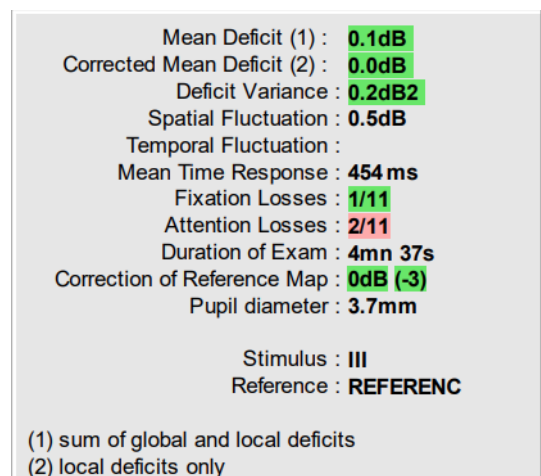 Mean Deficit (1) : 0.1dB
Corrected Mean Deficit (2) : 0.0dB
Deficit Variance : 0.2dB2
Spatial Fluctuation : 0.5dB
Temporal Fluctuation :
Mean Time Response : 454 ms
Fixation Losses : 1/11
Attention Losses : 2/11
Duration of Exam : 4mn 37s
Correction of Reference Map : 0dB (-3)
Pupil diameter : 3.7mm
Stimulus : III
Reference : REFERENC
(1) sum of global and local deficits
(2) local deficits only